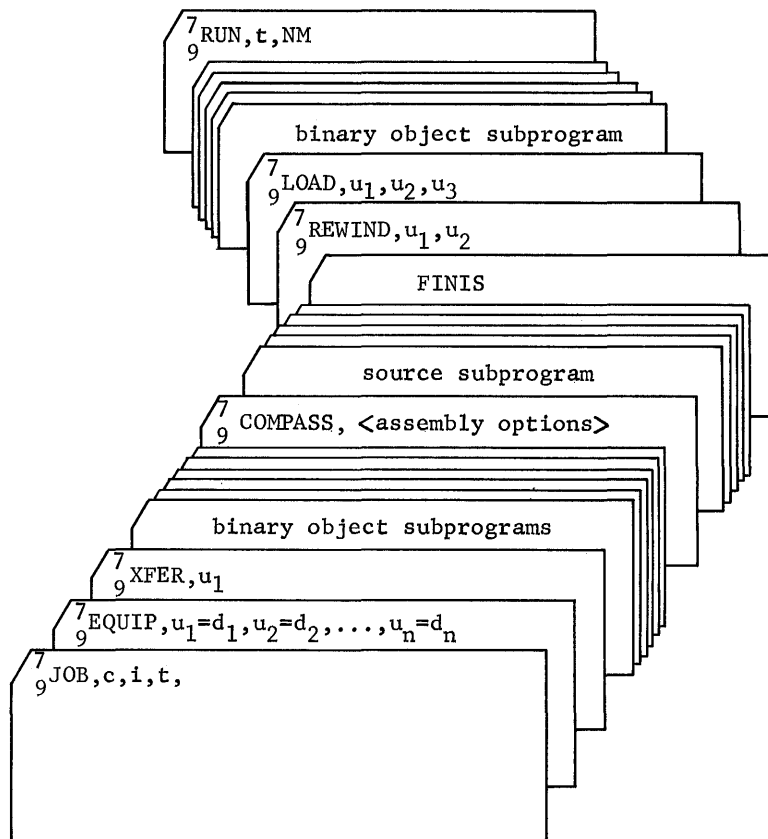 7
9RUN,t,NM
binary object subprogram
7
9LOAD,u1,u2,u3
7
9REWIND,u1,u2
FINIS
source subprogram
7
9 COMPASS, <assembly options>
binary object subprograms
7
9XFER,u1
7
9EQUIP,u1=d1,u2=d2,...,un=dn
7
9JOB,c,i,t,